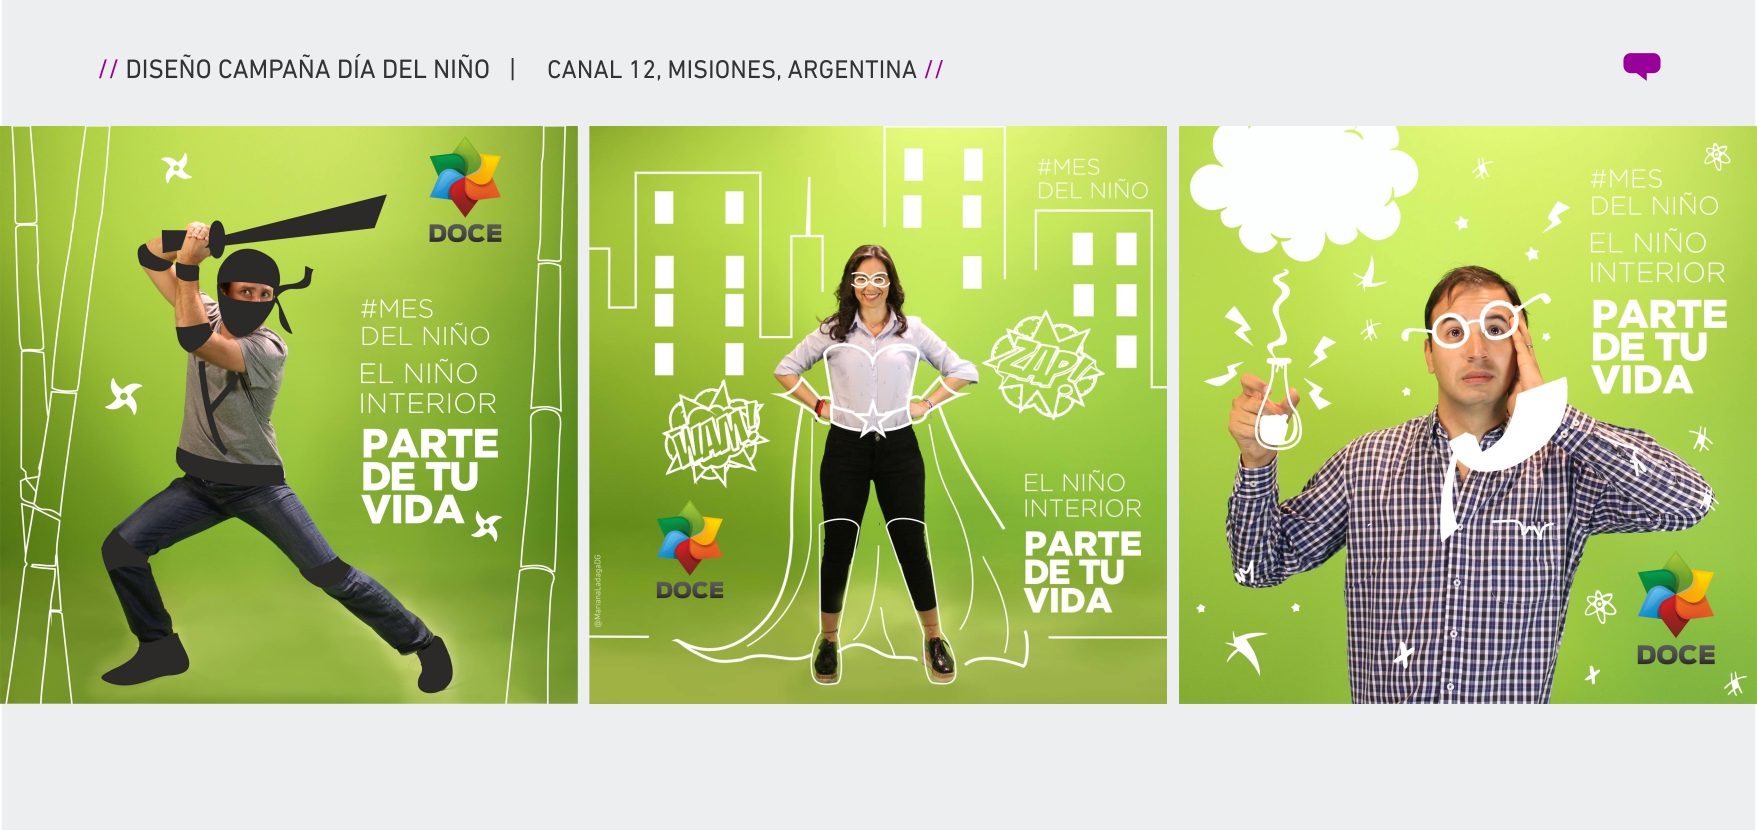 // DISEÑO CAMPAÑA DÍA DEL NIÑO | CANAL 12, MISIONES, ARGENTINA //
DOCE
#MES
DEL NIÑO
EL NIÑO
INTERIOR
PARTE
DE TU
VIDA
#MES
DEL NIÑO
ZAP!
WAM!
EL NIÑO
INTERIOR
PARTE
DE TU
VIDA
DOCE
@MarianaLadagaDG
#MES
DEL NIÑO
EL NIÑO
INTERIOR
PARTE
DE TU
VIDA
DOCE